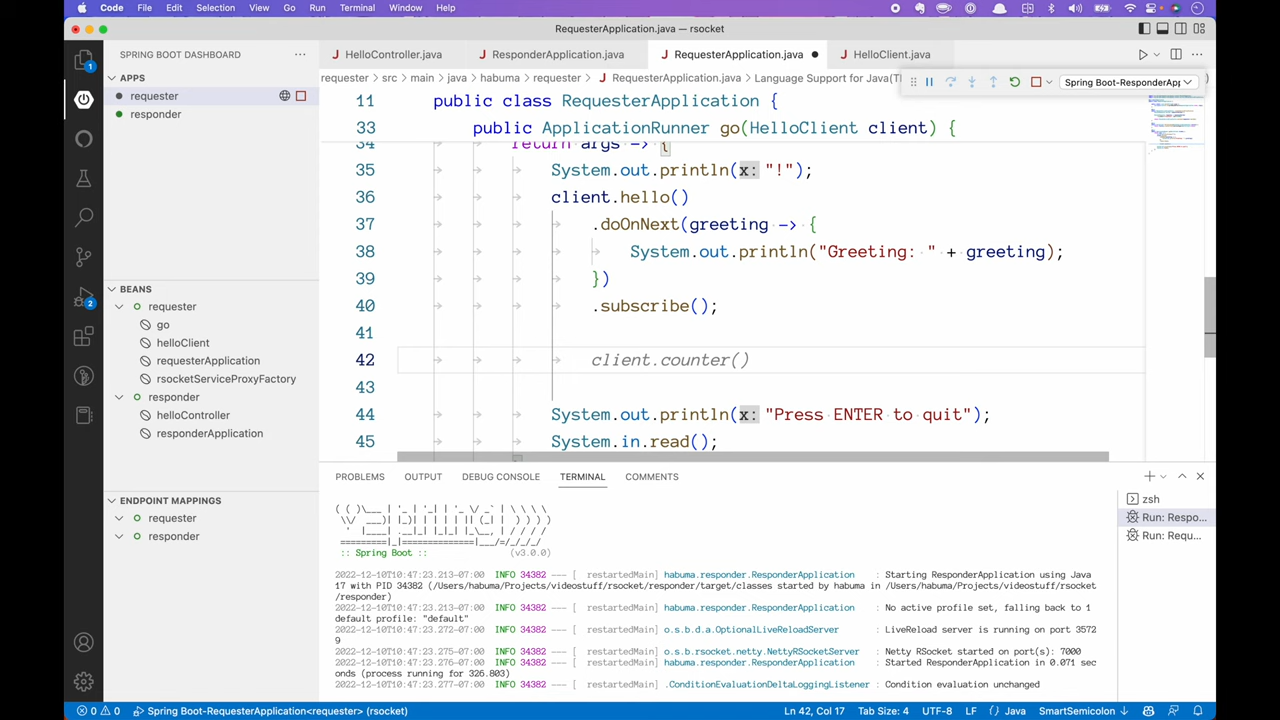 Code File Edit Selection View Go Run Terminal Window Help
RequesterApplication.java — rsocket
SPRING BOOT DASHBOARD
HelloController.java
ResponderApplication.java
RequesterApplication.java
HelloClient.java
requester > src > main > java > habuma > requester > RequesterApplication.java > Language Support for Java(T
Spring Boot-ResponderApp
APPS
requester
responder
BEANS
requester
go
helloClient
requesterApplication
rsocketServiceProxyFactory
responder
helloController
responderApplication
ENDPOINT MAPPINGS
requester
responder
1
2
11 public class RequesterApplication {
33 public ApplicationRunner go(HelloClient client) {
34 return args -> {
35 System.out.println(x: "!");
36 client.hello()
37 .doOnNext(greeting -> {
38 System.out.println("Greeting: " + greeting);
39 })
40 .subscribe();
41
42 client.counter()
43
44 System.out.println(x: "Press ENTER to quit");
45 System.in.read();
PROBLEMS OUTPUT DEBUG CONSOLE TERMINAL COMMENTS
zsh
Run: Respo...
Run: Requ...
:: Spring Boot :: (v3.0.0)
2022-12-10T10:47:23.213-07:00 INFO 34382 --- [ restartedMain] habuma.responder.ResponderApplication : Starting ResponderApplication using Java
17 with PID 34382 (/Users/habuma/Projects/videostuff/rsocket/responder/target/classes started by habuma in /Users/habuma/Projects/videostuff/rsocket
/responder)
2022-12-10T10:47:23.213-07:00 INFO 34382 --- [ restartedMain] habuma.responder.ResponderApplication : No active profile set, falling back to 1
default profile: "default"
2022-12-10T10:47:23.272-07:00 INFO 34382 --- [ restartedMain] o.s.b.d.a.OptionalLiveReloadServer : LiveReload server is running on port 3572
9
2022-12-10T10:47:23.275-07:00 INFO 34382 --- [ restartedMain] o.s.b.rsocket.netty.NettyRSocketServer : Netty RSocket started on port(s): 7000
2022-12-10T10:47:23.276-07:00 INFO 34382 --- [ restartedMain] habuma.responder.ResponderApplication : Started ResponderApplication in 0.071 sec
onds (process running for 326.803)
2022-12-10T10:47:23.277-07:00 INFO 34382 --- [ restartedMain] .ConditionEvaluationDeltaLoggingListener : Condition evaluation unchanged
0 0 Spring Boot-RequesterApplication<requester> (rsocket)
Ln 42, Col 17 Tab Size: 4 UTF-8 LF {} Java SmartSemicolon